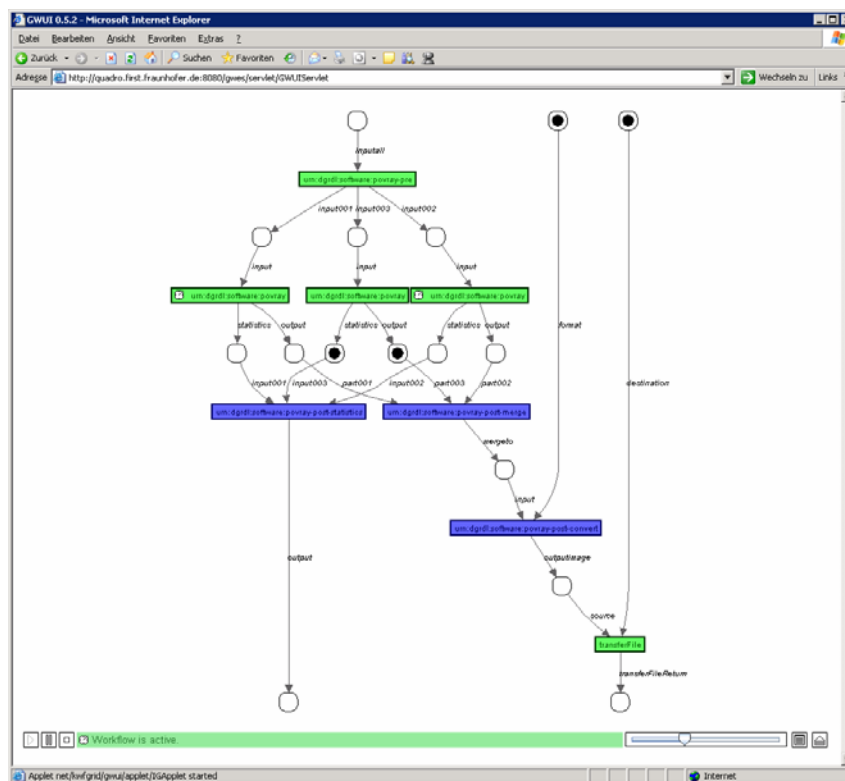 GWUI 0.5.2 - Microsoft Internet Explorer
Datei Bearbeiten Ansicht Favoriten Extras ?
Zurück Suchen Favoriten
Adresse http://quadro.first.fraunhofer.de:8080/gwes/servlet/GWUIServlet Wechseln zu Links
inputall
urn:dgrdl:software:povray-pre
input001 input003 input002
input input input
urn:dgrdl:software:povray urn:dgrdl:software:povray urn:dgrdl:software:povray
statistics output statistics output statistics output format
destination
input001 input003 part001 input002 part003 part002
urn:dgrdl:software:povray-post-statistics urn:dgrdl:software:povray-post-merge
mergeto
input
urn:dgrdl:software:povray-post-convert
output outputimage
source
transferFile
transferFileReturn
Workflow is active.
Applet net/kwfgrid/gwui/applet/IGApplet started Internet